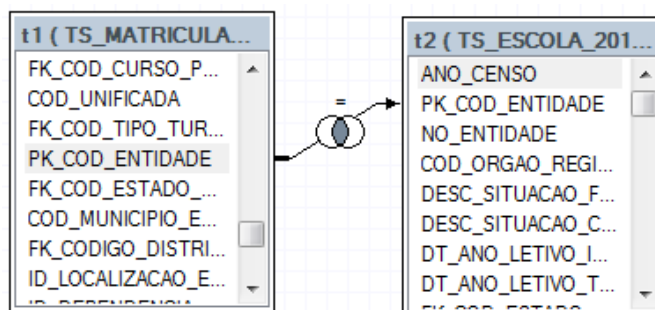 t1 ( TS_MATRICULA...
FK_COD_CURSO_P...
COD_UNIFICADA
FK_COD_TIPO_TUR...
PK_COD_ENTIDADE
FK_COD_ESTADO_...
COD_MUNICIPIO_E...
FK_CODIGO_DISTRI...
ID_LOCALIZACAO_E...
=
t2 ( TS_ESCOLA_201...
ANO_CENSO
PK_COD_ENTIDADE
NO_ENTIDADE
COD_ORGAO_REGI...
DESC_SITUACAO_F...
DESC_SITUACAO_C...
DT_ANO_LETIVO_I...
DT_ANO_LETIVO_T...